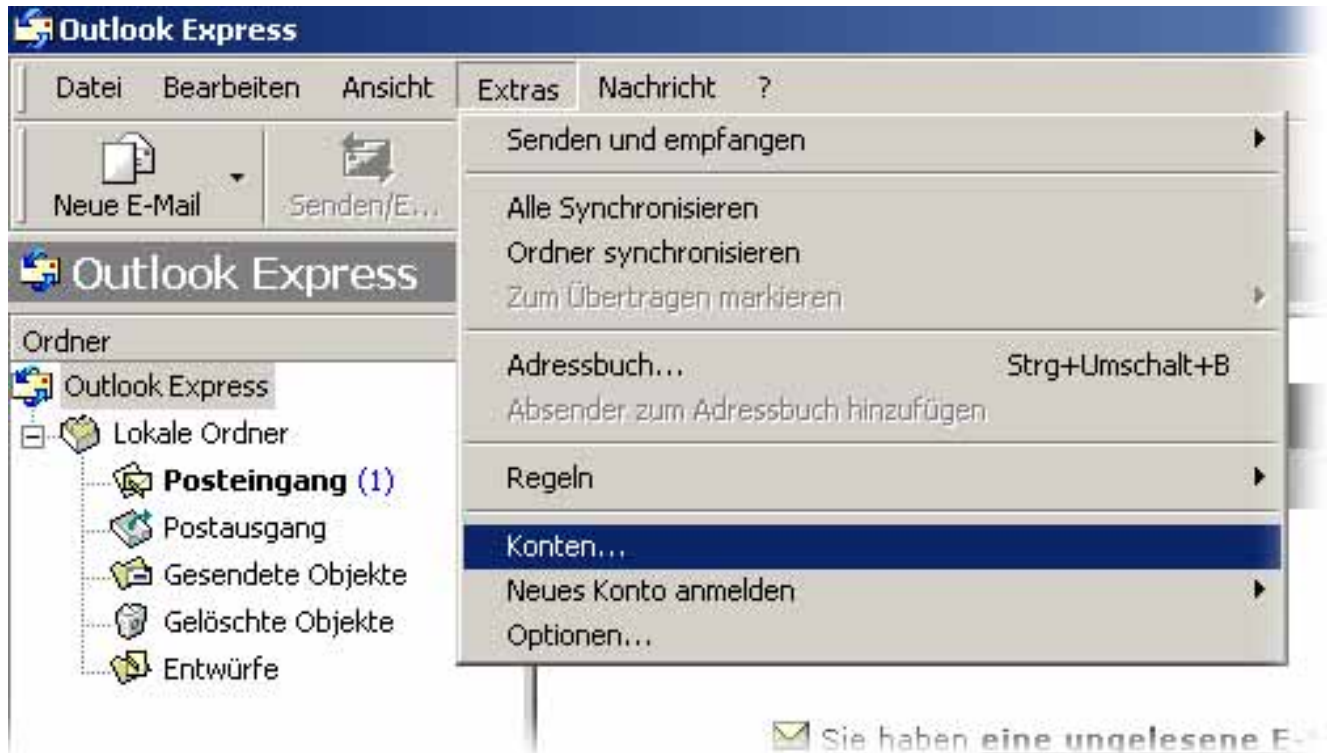 Outlook Express
Datei Bearbeiten Ansicht Extras Nachricht ?
Neue E-Mail Senden/E...
Senden und empfangen
Alle Synchronisieren
Ordner synchronisieren
Zum Übertragen markieren
Adressbuch... Strg+Umschalt+B
Absender zum Adressbuch hinzufügen
Regeln
Konten...
Neues Konto anmelden
Optionen...
Outlook Express
Ordner
Outlook Express
Lokale Ordner
Posteingang (1)
Postausgang
Gesendete Objekte
Gelöschte Objekte
Entwürfe
Sie haben eine ungelesene E-